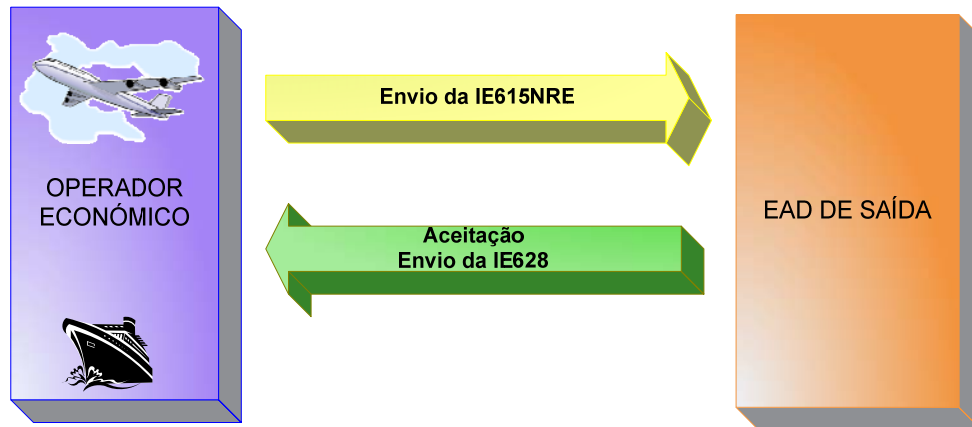 OPERADOR
ECONÓMICO
Envio da IE615NRE
Aceitação
Envio da IE628
EAD DE SAÍDA